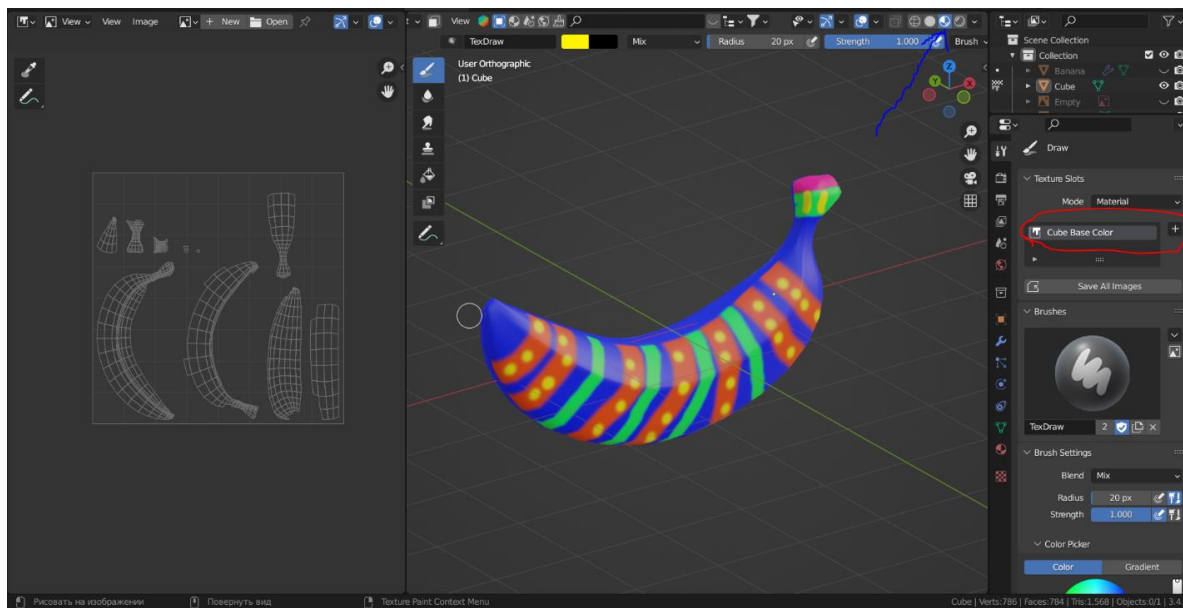 View View Image New Open
View
TexDraw Mix Radius 20 px Strength 1.000 Brush
User Orthographic
(1) Cube
Z
Y
X
Scene Collection
Collection
Banana
Cube
Empty
Draw
Texture Slots
Mode Material
Cube Base Color
Save All Images
Brushes
TexDraw 2
Brush Settings
Blend Mix
Radius 20 px
Strength 1.000
Color Picker
Color Gradient
Рисовать на изображении Повернуть вид Texture Paint Context Menu Cube | Verts:786 | Faces:784 | Tris:1.568 | Objects:0/1 | 3.4